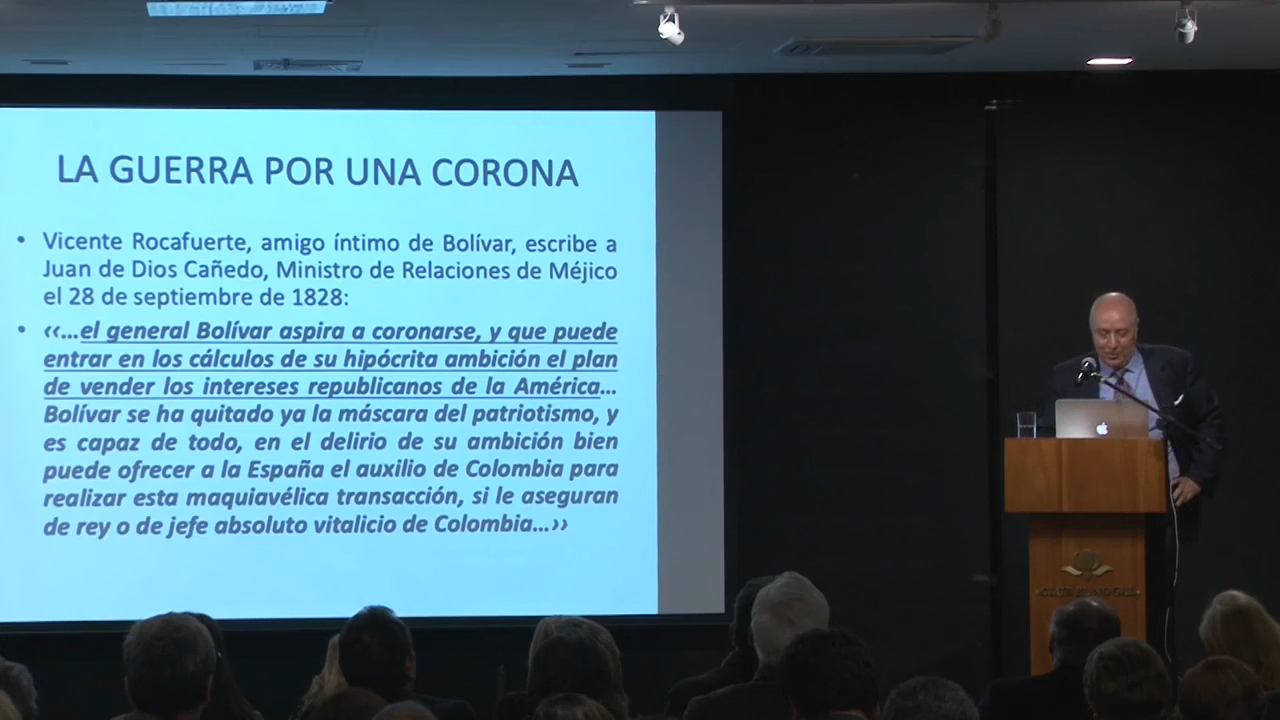 LA GUERRA POR UNA CORONA
• Vicente Rocafuerte, amigo íntimo de Bolívar, escribe a
Juan de Dios Cañedo, Ministro de Relaciones de Méjico
el 28 de septiembre de 1828:
• ‹‹…el general Bolívar aspira a coronarse, y que puede
entrar en los cálculos de su hipócrita ambición el plan
de vender los intereses republicanos de la América…
Bolívar se ha quitado ya la máscara del patriotismo, y
es capaz de todo, en el delirio de su ambición bien
puede ofrecer a la España el auxilio de Colombia para
realizar esta maquiavélica transacción, si le aseguran
de rey o de jefe absoluto vitalicio de Colombia…››